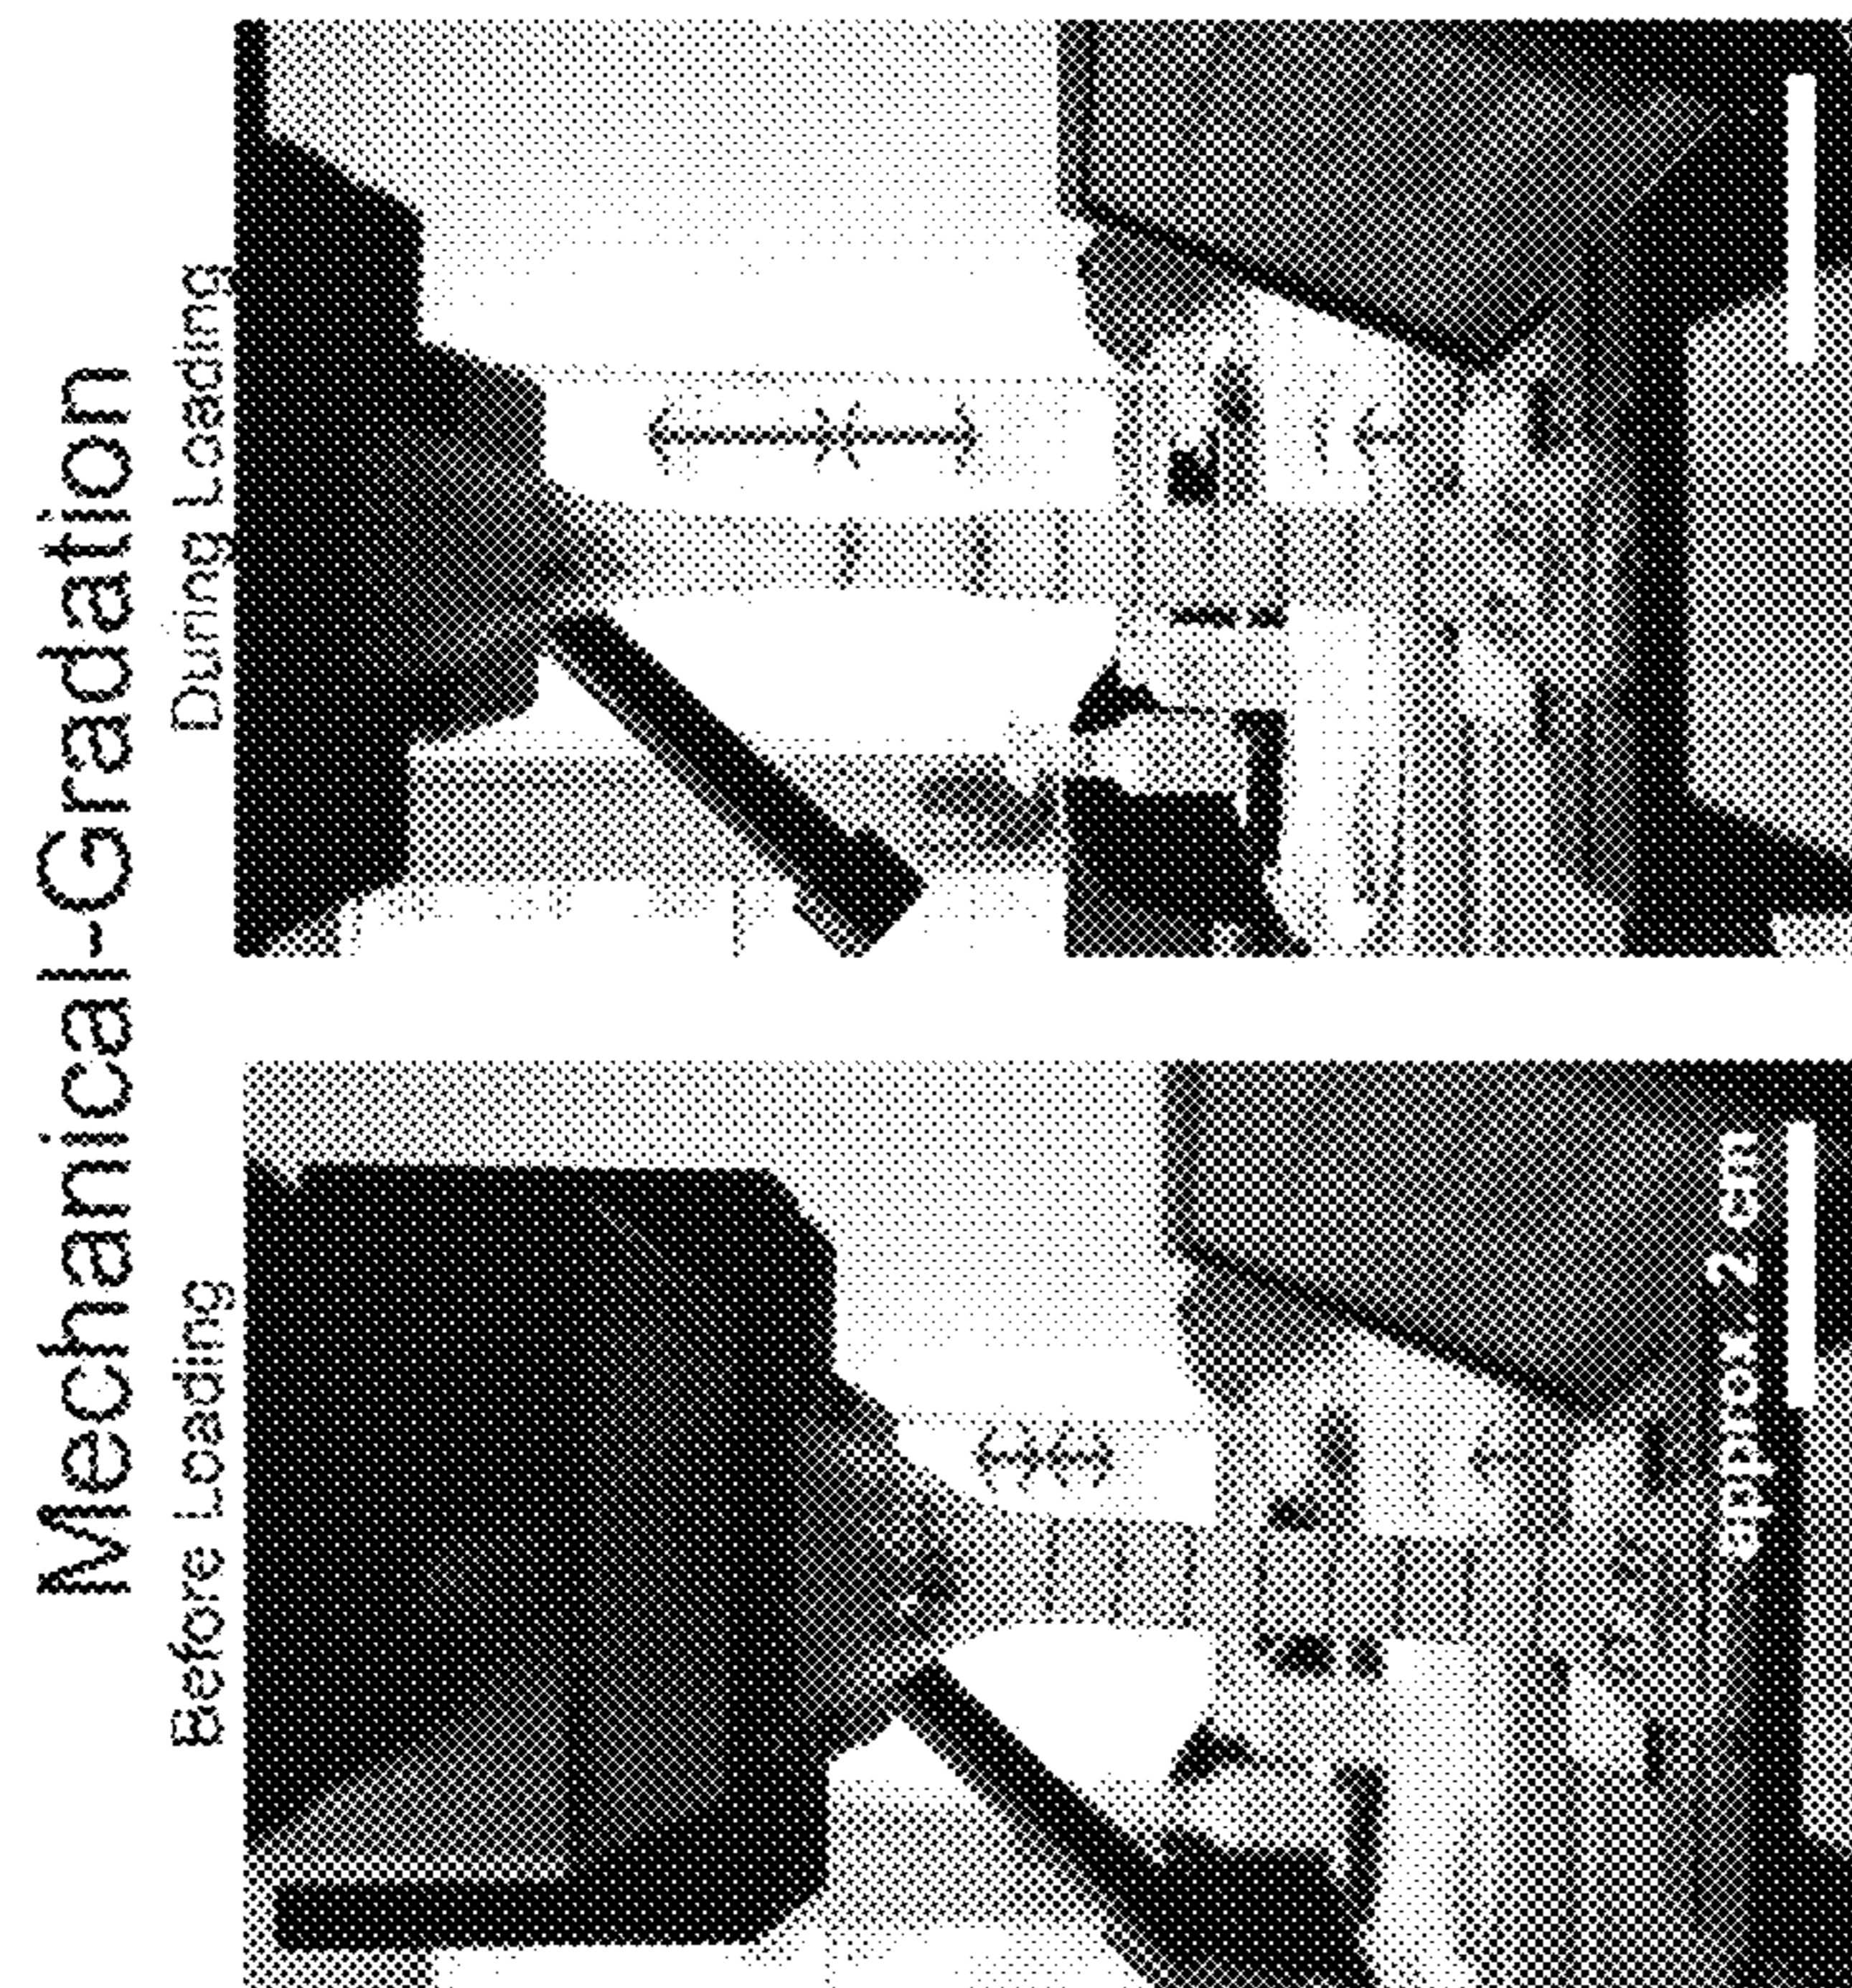 Mechanical-Gradation
Before Loading
During Loading
approx 2 cm